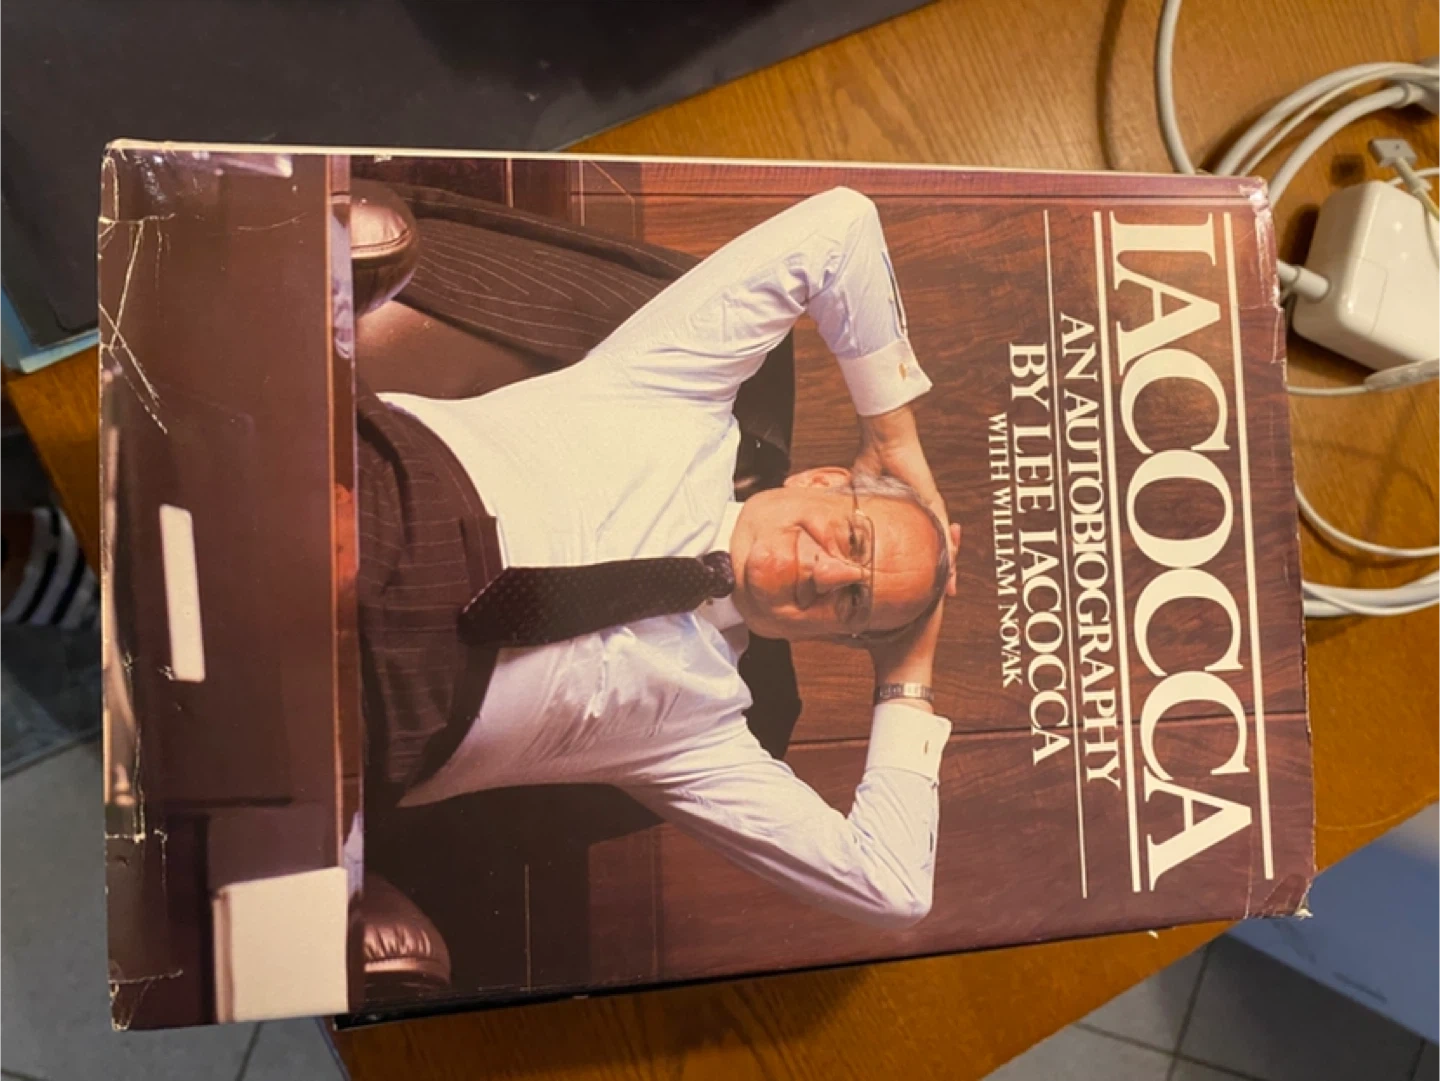 IACOCCA
AN AUTOBIOGRAPHY
BY LEE IACOCCA
WITH WILLIAM NOVAK